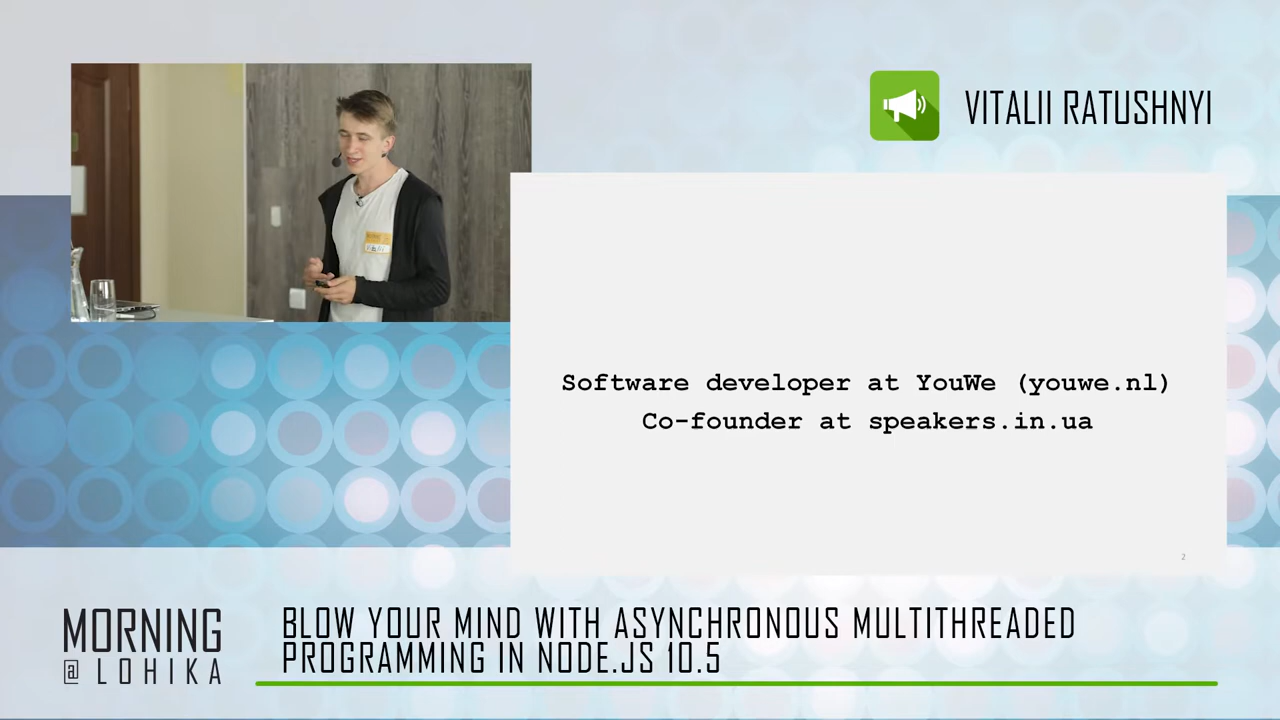 VITALII RATUSHNYI
Software developer at YouWe (youwe.nl)
Co-founder at speakers.in.ua
2
MORNING
@ LOHIKA
BLOW YOUR MIND WITH ASYNCHRONOUS MULTITHREADED
PROGRAMMING IN NODE.JS 10.5